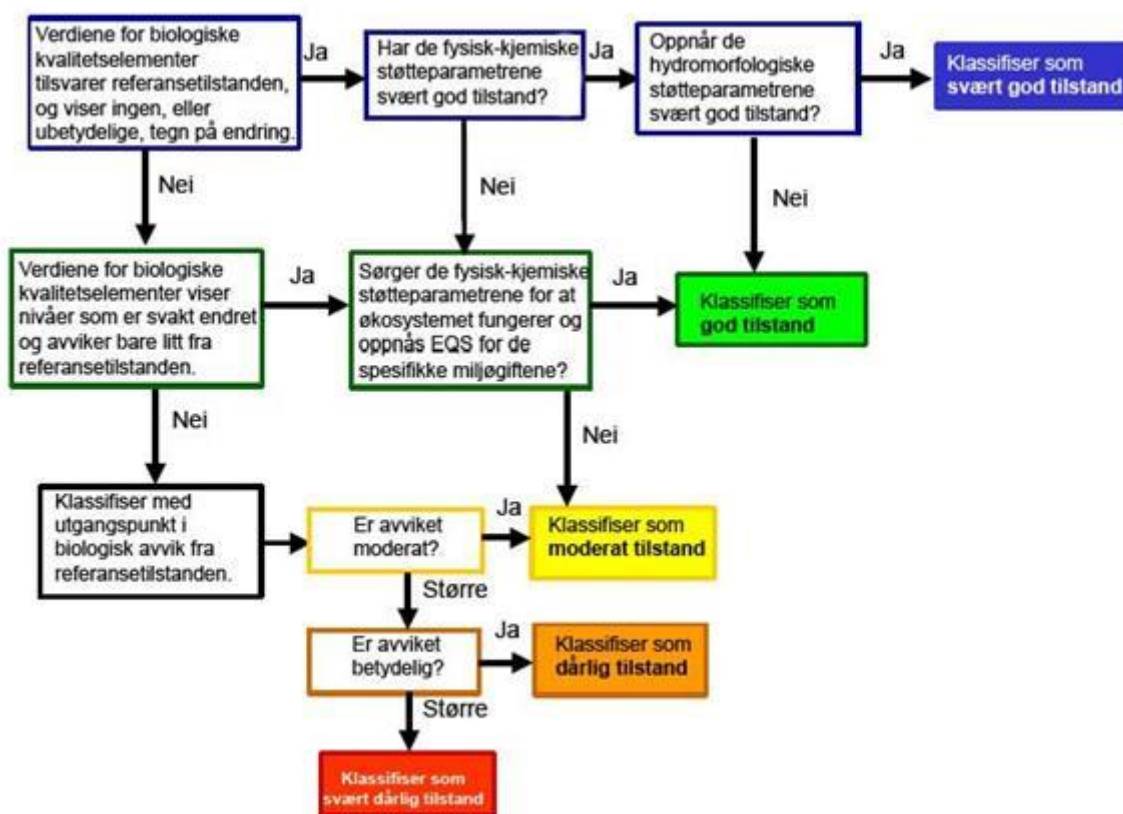 Verdiene for biologiske
kvalitetselementer
tilsvarer referansetilstanden,
og viser ingen, eller
ubetydelige, tegn på endring.
Ja
Har de fysisk-kjemiske
støtteparametrene
svært god tilstand?
Ja
Oppnår de
hydromorfologiske
støtteparametrene
svært god tilstand?
Ja
Klassifiser som
svært god tilstand
Nei
Nei
Nei
Verdiene for biologiske
kvalitetselementer viser
nivåer som er svakt endret
og avviker bare litt fra
referansetilstanden.
Ja
Sørger de fysisk-kjemiske
støtteparametrene for at
økosystemet fungerer og
oppnås EQS for de
spesifikke miljøgiftene?
Ja
Klassifiser som
god tilstand
Nei
Nei
Klassifiser med
utgangspunkt i
biologisk avvik fra
referansetilstanden.
Er avviket
moderat?
Ja
Klassifiser som
moderat tilstand
Større
Er avviket
betydelig?
Ja
Klassifiser som
dårlig tilstand
Større
Klassifiser som
svært dårlig tilstand